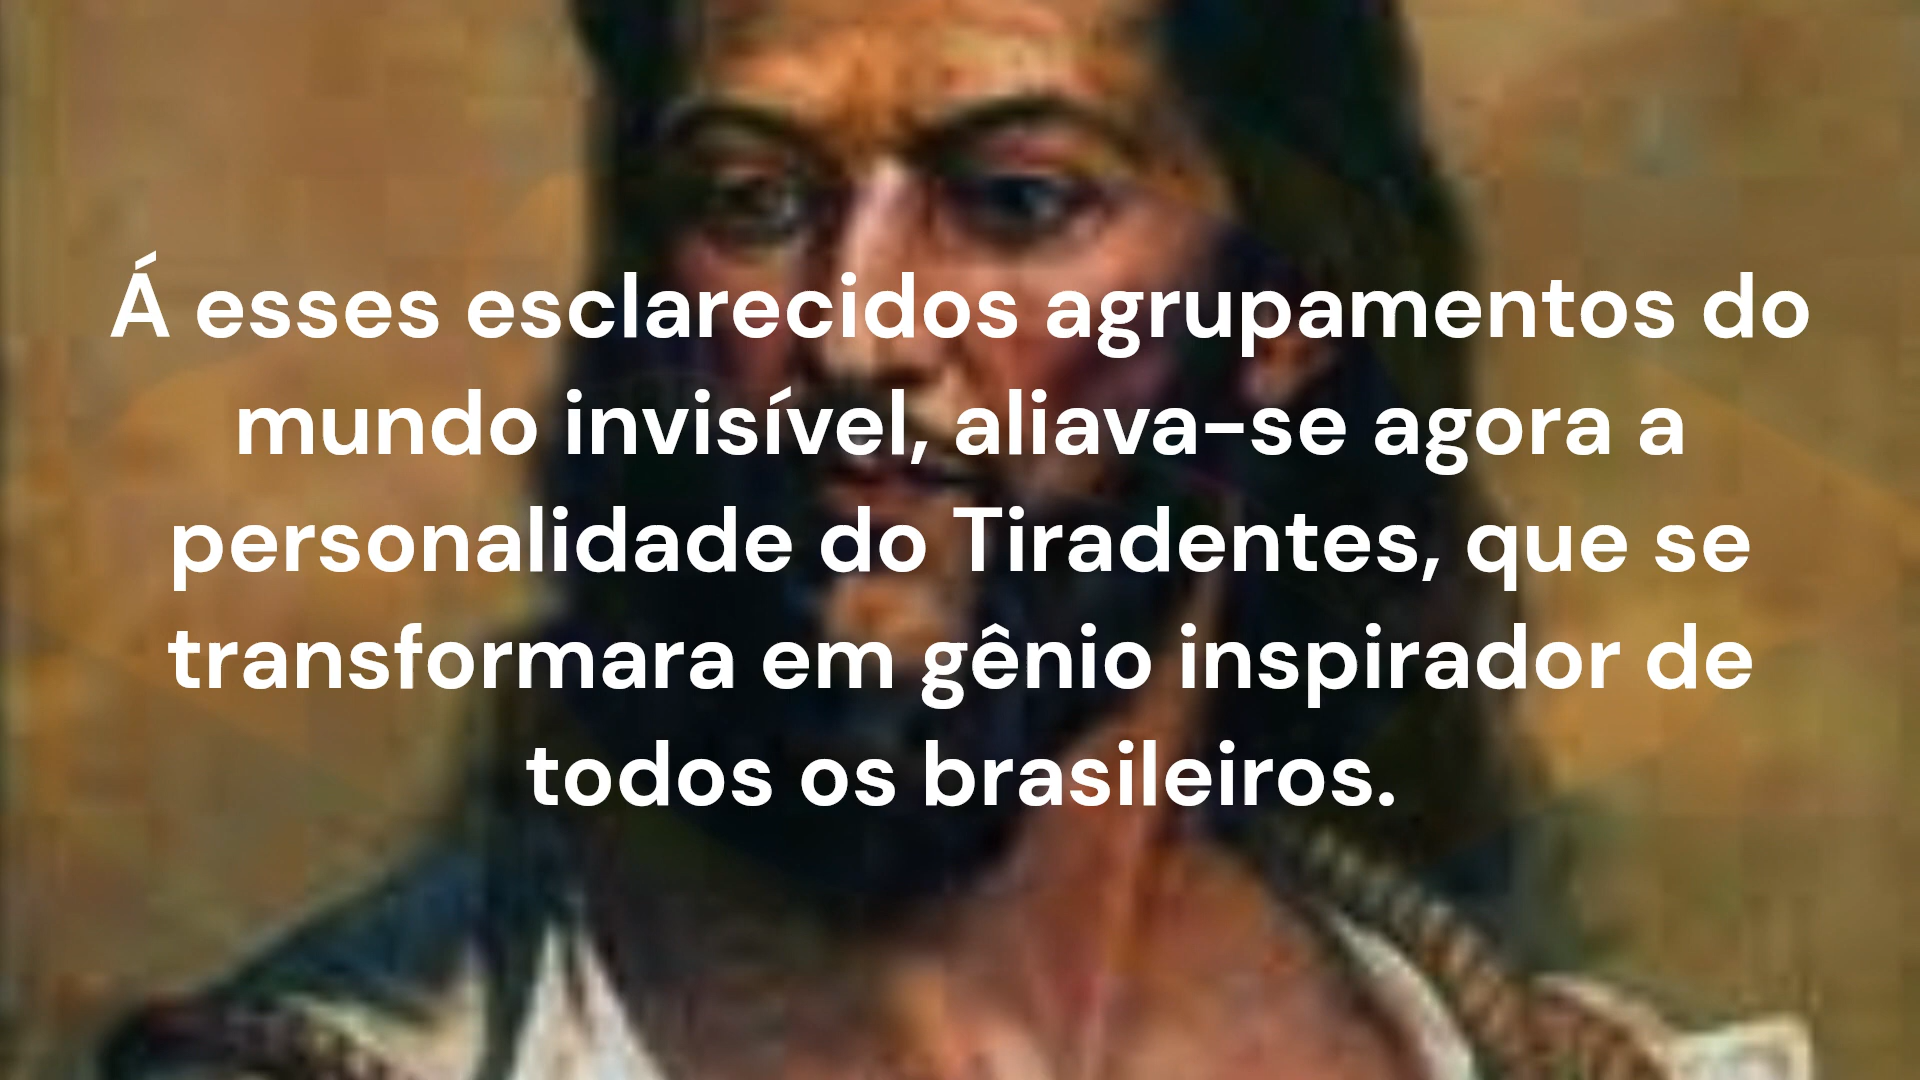 Á esses esclarecidos agrupamentos do
mundo invisível, aliava-se agora a
personalidade do Tiradentes, que se
transformara em gênio inspirador de
todos os brasileiros.